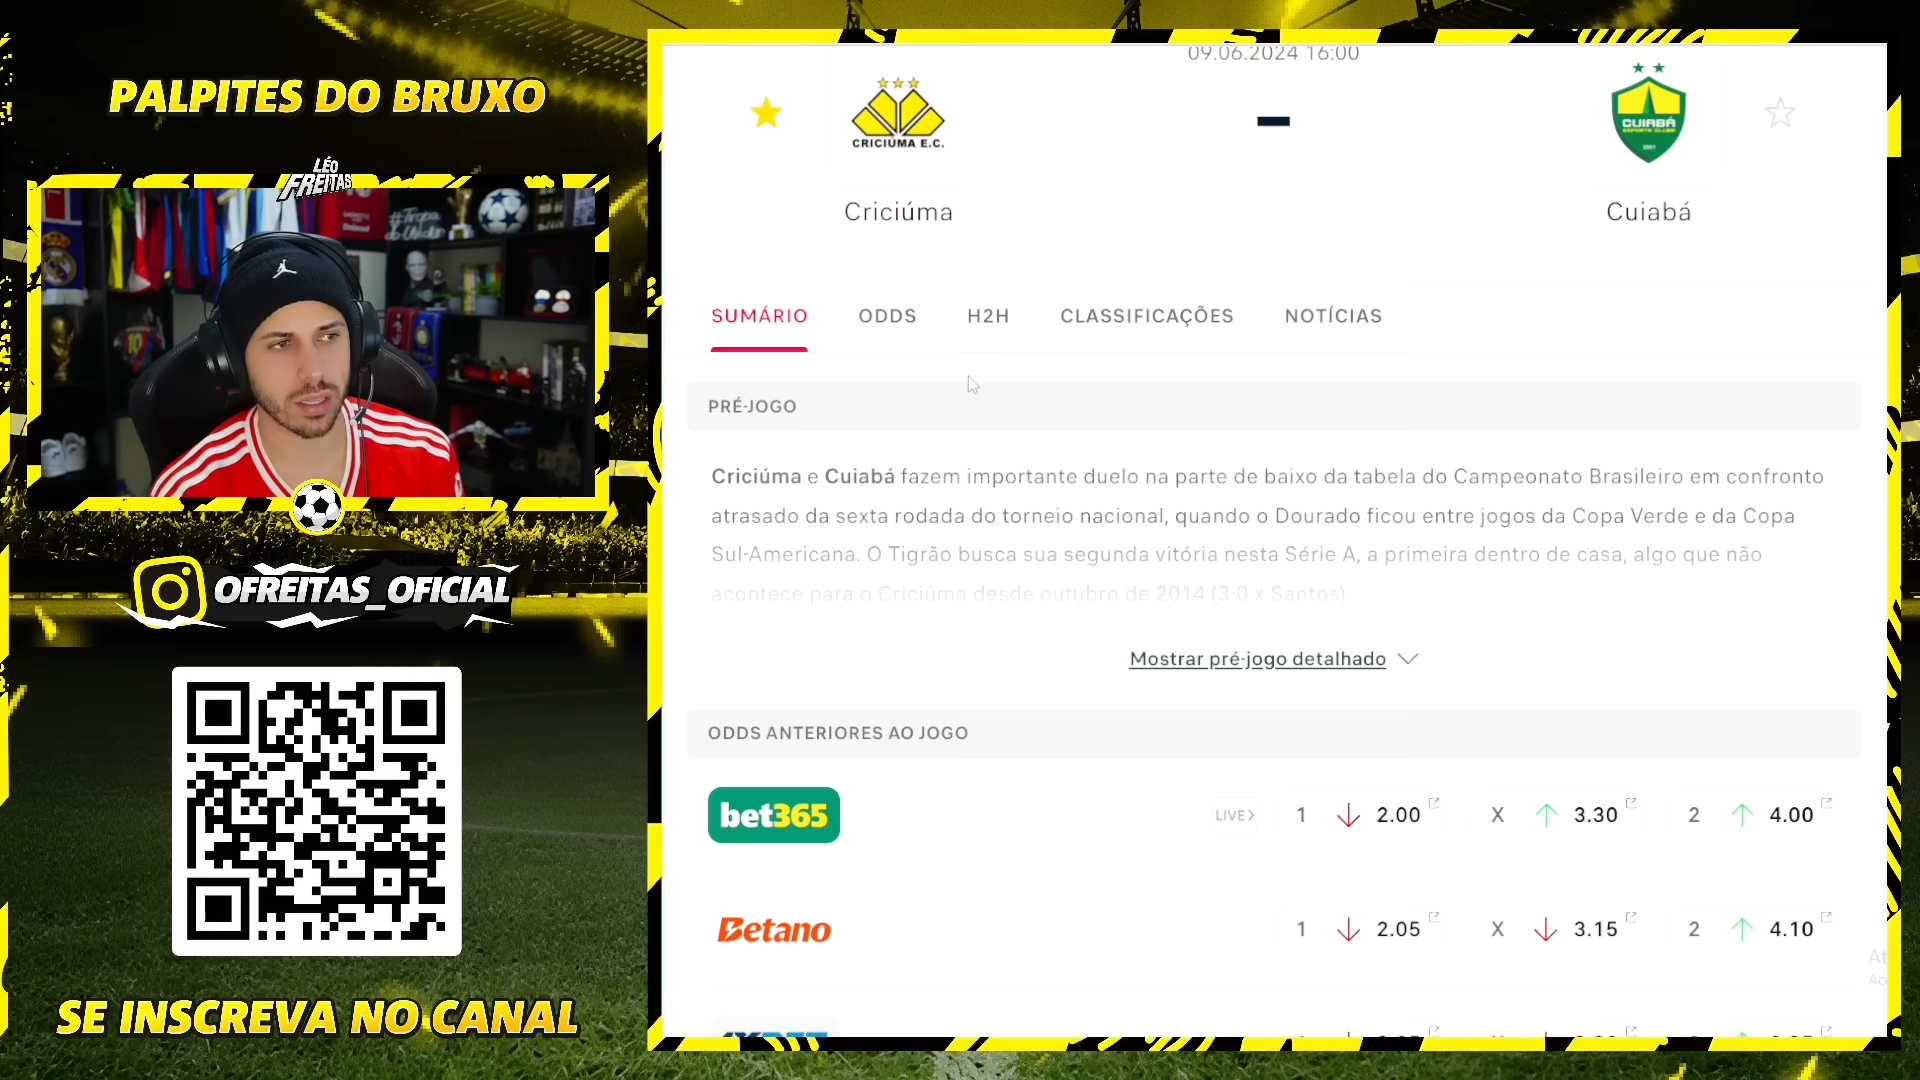 PALPITES DO BRUXO
LÉO
FREITAS
OFREITAS_OFICIAL
SE INSCREVA NO CANAL
09.06.2024 16:00
CRICIÚMA E.C.
CUIABÁ
ESPORTE CLUBE
2001
Criciúma
-
Cuiabá
SUMÁRIO ODDS H2H CLASSIFICAÇÕES NOTÍCIAS
PRÉ-JOGO
Criciúma e Cuiabá fazem importante duelo na parte de baixo da tabela do Campeonato Brasileiro em confronto
atrasado da sexta rodada do torneio nacional, quando o Dourado ficou entre jogos da Copa Verde e da Copa
Sul-Americana. O Tigrão busca sua segunda vitória nesta Série A, a primeira dentro de casa, algo que não
acontece para o Criciúma desde outubro de 2014 (3-0 x Santos).
Mostrar pré-jogo detalhado
ODDS ANTERIORES AO JOGO
bet365 LIVE> 1 2.00 X 3.30 2 4.00
Betano 1 2.05 X 3.15 2 4.10